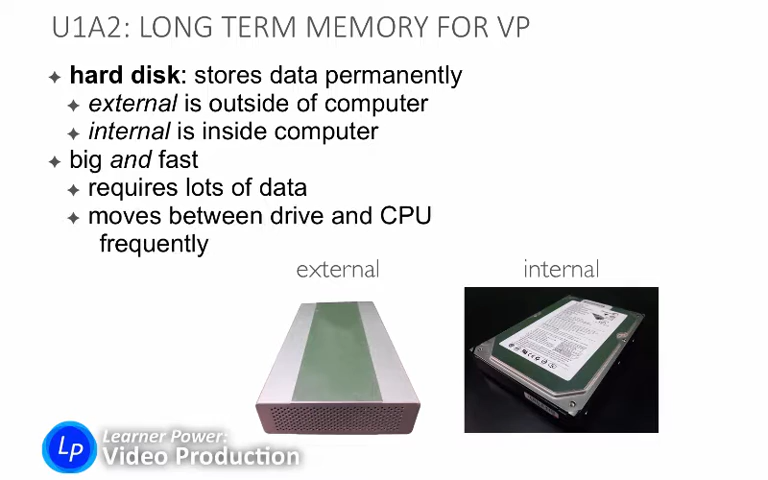 U1A2: LONG TERM MEMORY FOR VP
hard disk: stores data permanently
external is outside of computer
internal is inside computer
big and fast
requires lots of data
moves between drive and CPU
frequently
external
internal
Lp
Learner Power:
Video Production